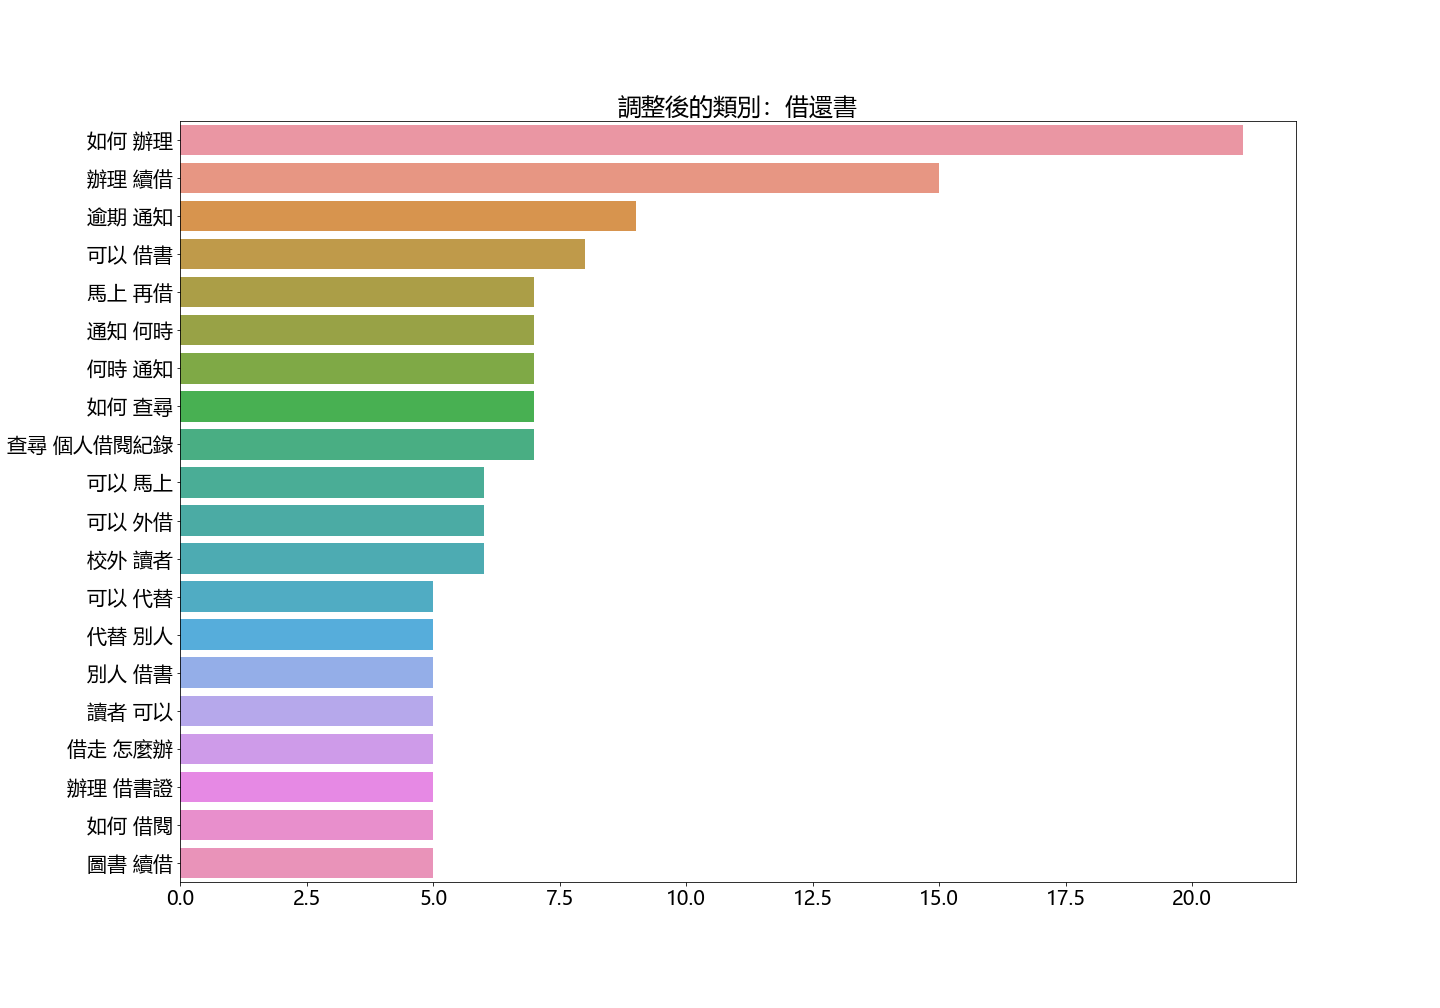 調整後的類別：借還書
如何 辦理
辦理 續借
逾期 通知
可以 借書
馬上 再借
通知 何時
何時 通知
如何 查尋
查尋 個人借閱紀錄
可以 馬上
可以 外借
校外 讀者
可以 代替
代替 別人
別人 借書
讀者 可以
借走 怎麼辦
辦理 借書證
如何 借閱
圖書 續借
0.0 2.5 5.0 7.5 10.0 12.5 15.0 17.5 20.0